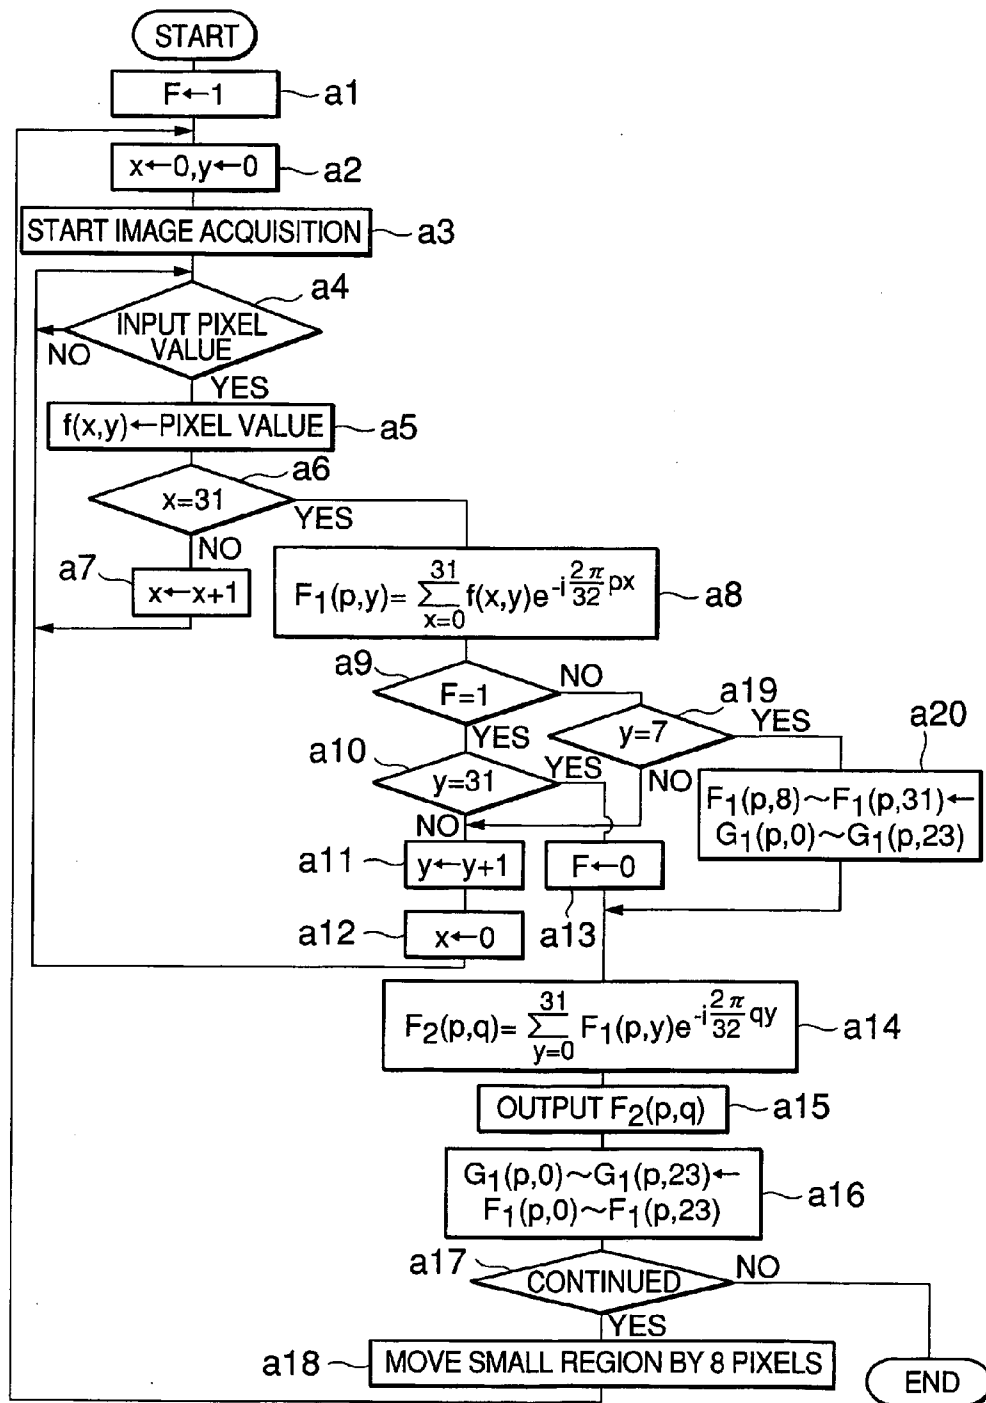 START
F←1
a1
x←0,y←0
a2
START IMAGE ACQUISITION
a3
a4
INPUT PIXEL
VALUE
NO
YES
f(x,y)←PIXEL VALUE
a5
a6
x=31
YES
NO
a7
x←x+1
F₁(p,y)= ∑_{x=0}^{31} f(x,y)e^{-i\frac{2π}{32}px}
a8
a9
F=1
NO
YES
a19
y=7
YES
NO
a20
F₁(p,8)~F₁(p,31)←
G₁(p,0)~G₁(p,23)
a10
y=31
YES
NO
a11
y←y+1
F←0
a13
a12
x←0
F₂(p,q)= ∑_{y=0}^{31} F₁(p,y)e^{-i\frac{2π}{32}qy}
a14
OUTPUT F₂(p,q)
a15
G₁(p,0)~G₁(p,23)←
F₁(p,0)~F₁(p,23)
a16
a17
CONTINUED
NO
YES
a18
MOVE SMALL REGION BY 8 PIXELS
END